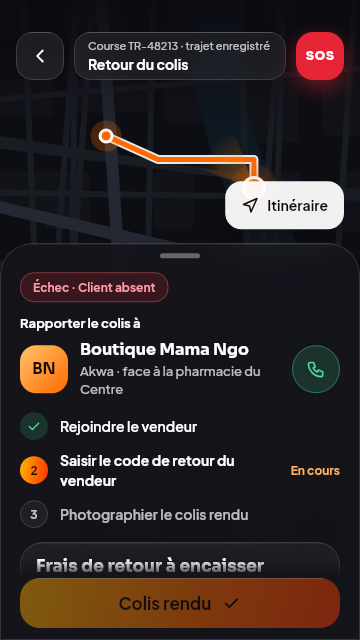 Course TR-48213 · trajet enregistré
Retour du colis
SOS
Itinéraire
Échec · Client absent
Rapporter le colis à
BN
Boutique Mama Ngo
Akwa · face à la pharmacie du
Centre
Rejoindre le vendeur
2
Saisir le code de retour du
vendeur
En cours
3
Photographier le colis rendu
Frais de retour à encaisser
Colis rendu